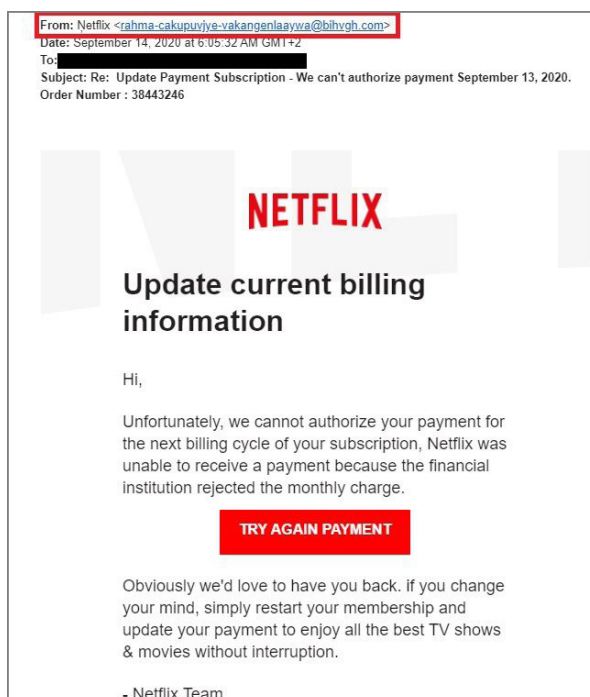 From: Netflix <rahma-cakupuvjye-vakangenlaaywa@bihvgh.com>
Date: September 14, 2020 at 6:05:32 AM GMT+2
To:
Subject: Re: Update Payment Subscription - We can't authorize payment September 13, 2020.
Order Number : 38443246
NETFLIX
Update current billing
information
Hi,
Unfortunately, we cannot authorize your payment for
the next billing cycle of your subscription, Netflix was
unable to receive a payment because the financial
institution rejected the monthly charge.
TRY AGAIN PAYMENT
Obviously we'd love to have you back. if you change
your mind, simply restart your membership and
update your payment to enjoy all the best TV shows
& movies without interruption.
- Netflix Team